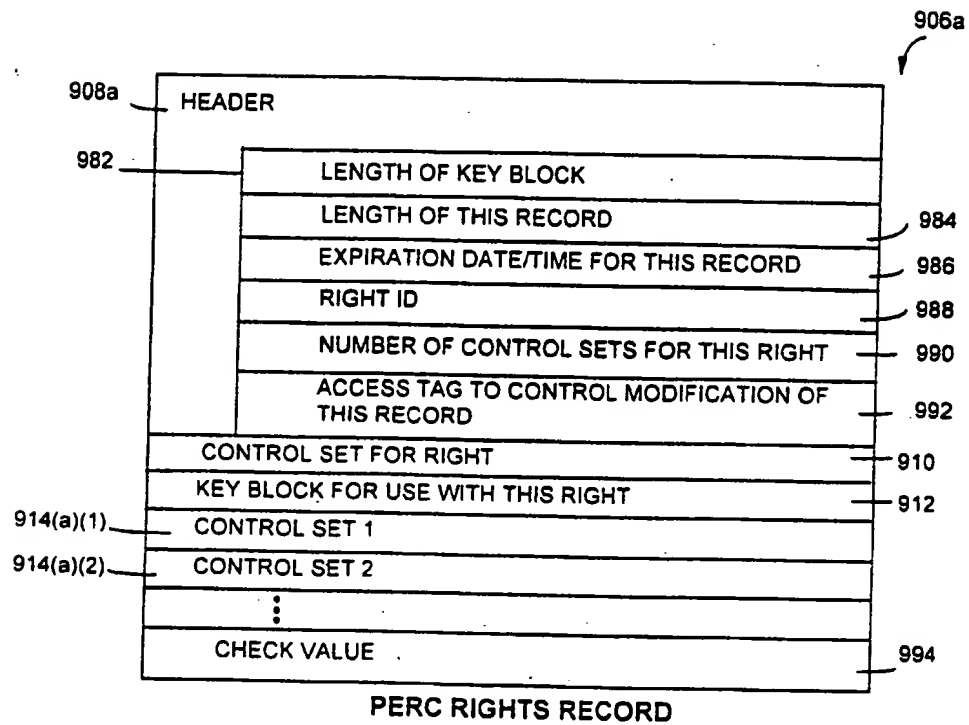 906a
908a
HEADER
982
LENGTH OF KEY BLOCK
LENGTH OF THIS RECORD
984
EXPIRATION DATE/TIME FOR THIS RECORD
986
RIGHT ID
988
NUMBER OF CONTROL SETS FOR THIS RIGHT
990
ACCESS TAG TO CONTROL MODIFICATION OF
THIS RECORD
992
CONTROL SET FOR RIGHT
910
KEY BLOCK FOR USE WITH THIS RIGHT
912
914(a)(1)
CONTROL SET 1
914(a)(2)
CONTROL SET 2
CHECK VALUE
994
PERC RIGHTS RECORD